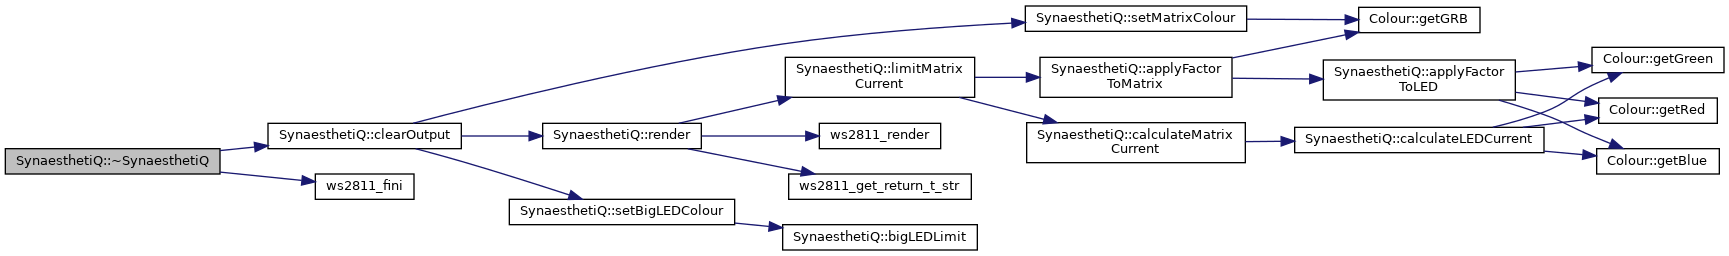 SynaesthetiQ::~SynaesthetiQ
SynaesthetiQ::clearOutput
ws2811_fini
SynaesthetiQ::setMatrixColour
SynaesthetiQ::render
SynaesthetiQ::setBigLEDColour
SynaesthetiQ::limitMatrix
Current
ws2811_render
ws2811_get_return_t_str
SynaesthetiQ::bigLEDLimit
SynaesthetiQ::applyFactor
ToMatrix
SynaesthetiQ::calculateMatrix
Current
Colour::getGRB
SynaesthetiQ::applyFactor
ToLED
SynaesthetiQ::calculateLEDCurrent
Colour::getGreen
Colour::getRed
Colour::getBlue